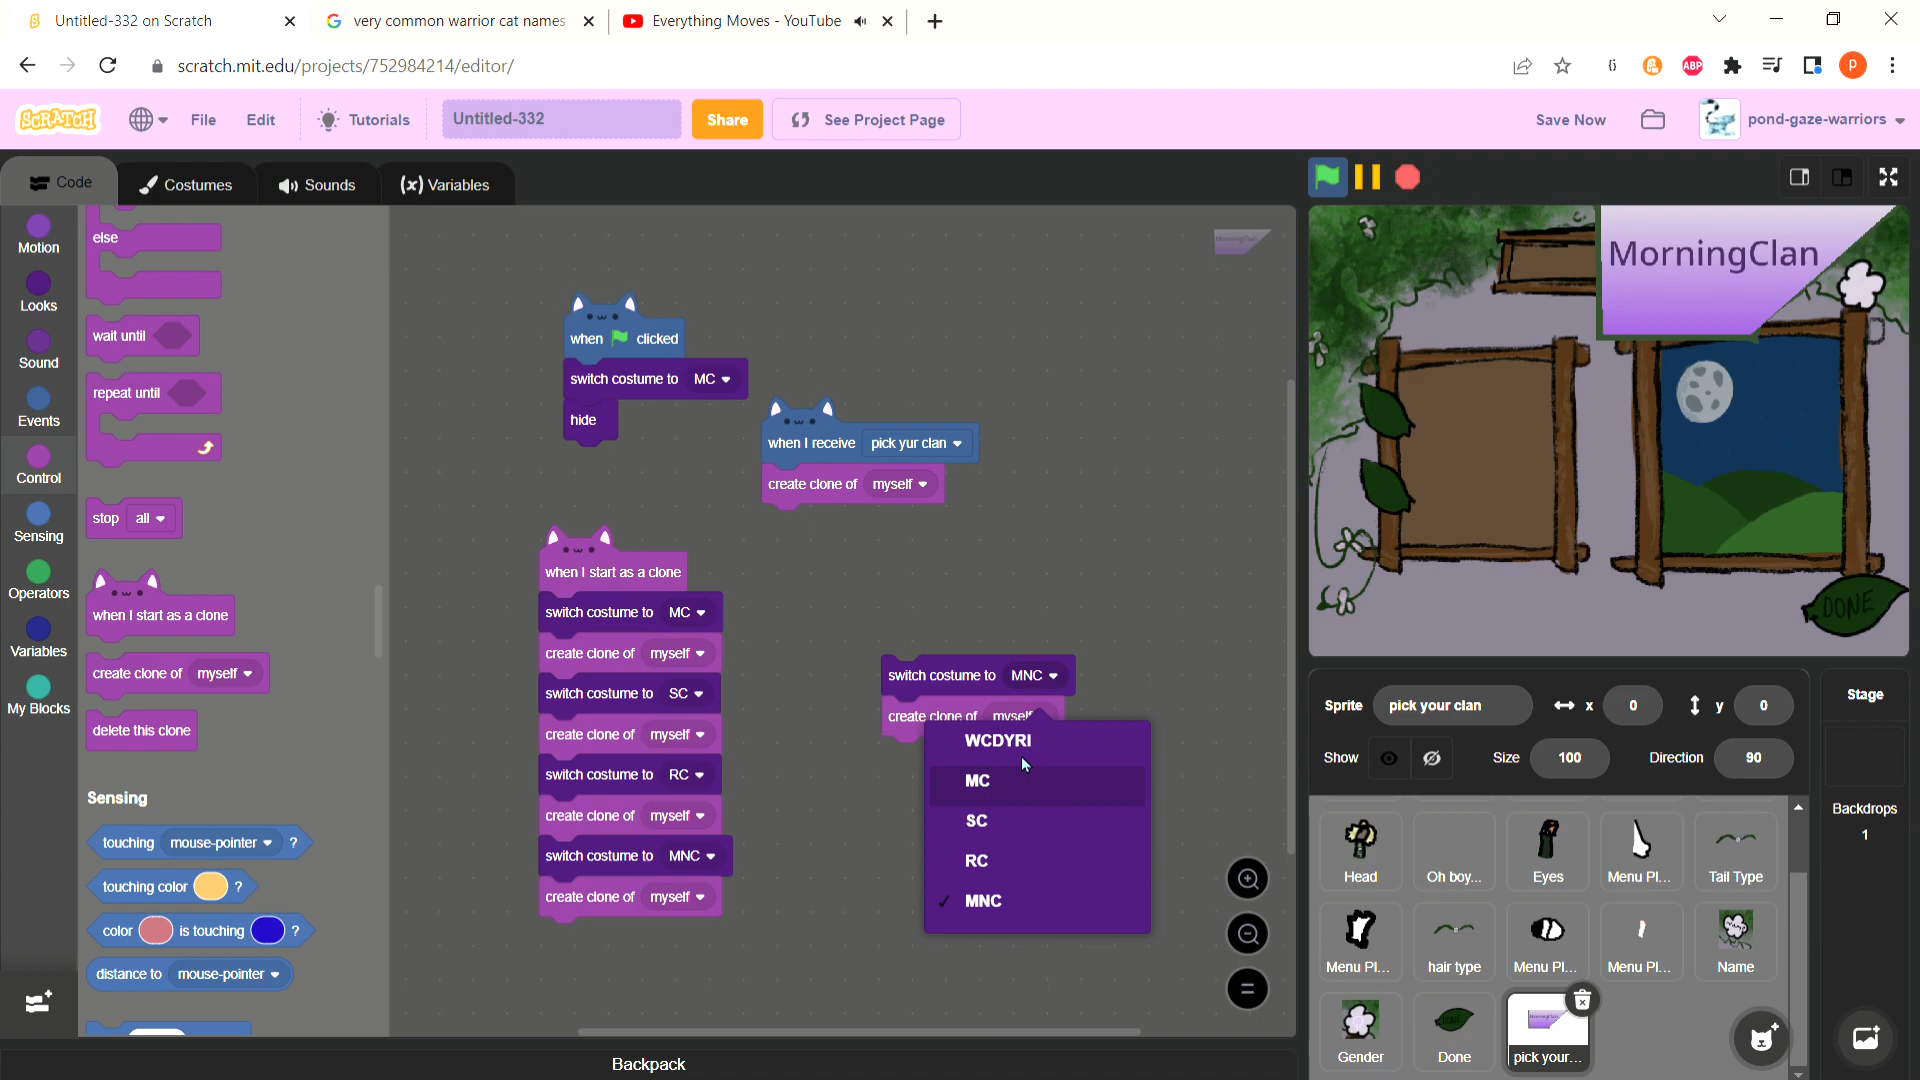 Untitled-332 on Scratch
very common warrior cat names
Everything Moves - YouTube
scratch.mit.edu/projects/752984214/editor/
ABP
p
SCRATCH
File
Edit
Tutorials
Untitled-332
Share
See Project Page
Save Now
pond-gaze-warriors
Code
Costumes
Sounds
(x) Variables
Motion
Looks
Sound
Events
Control
Sensing
Operators
Variables
My Blocks
else
wait until
repeat until
stop all
when I start as a clone
create clone of myself
delete this clone
Sensing
touching mouse-pointer ?
touching color ?
color is touching ?
distance to mouse-pointer
when clicked
switch costume to MC
hide
when I receive pick yur clan
create clone of myself
when I start as a clone
switch costume to MC
create clone of myself
switch costume to SC
create clone of myself
switch costume to RC
create clone of myself
switch costume to MNC
create clone of myself
switch costume to MNC
create clone of myself
WCDYRI
MC
SC
RC
MNC
Backpack
MorningClan
DONE
Sprite pick your clan x 0 y 0
Show Size 100 Direction 90
Stage
Backdrops
1
Head
Oh boy...
Eyes
Menu Pl...
Tail Type
Menu Pl...
hair type
Menu Pl...
Menu Pl...
Name
Gender
Done
pick your...